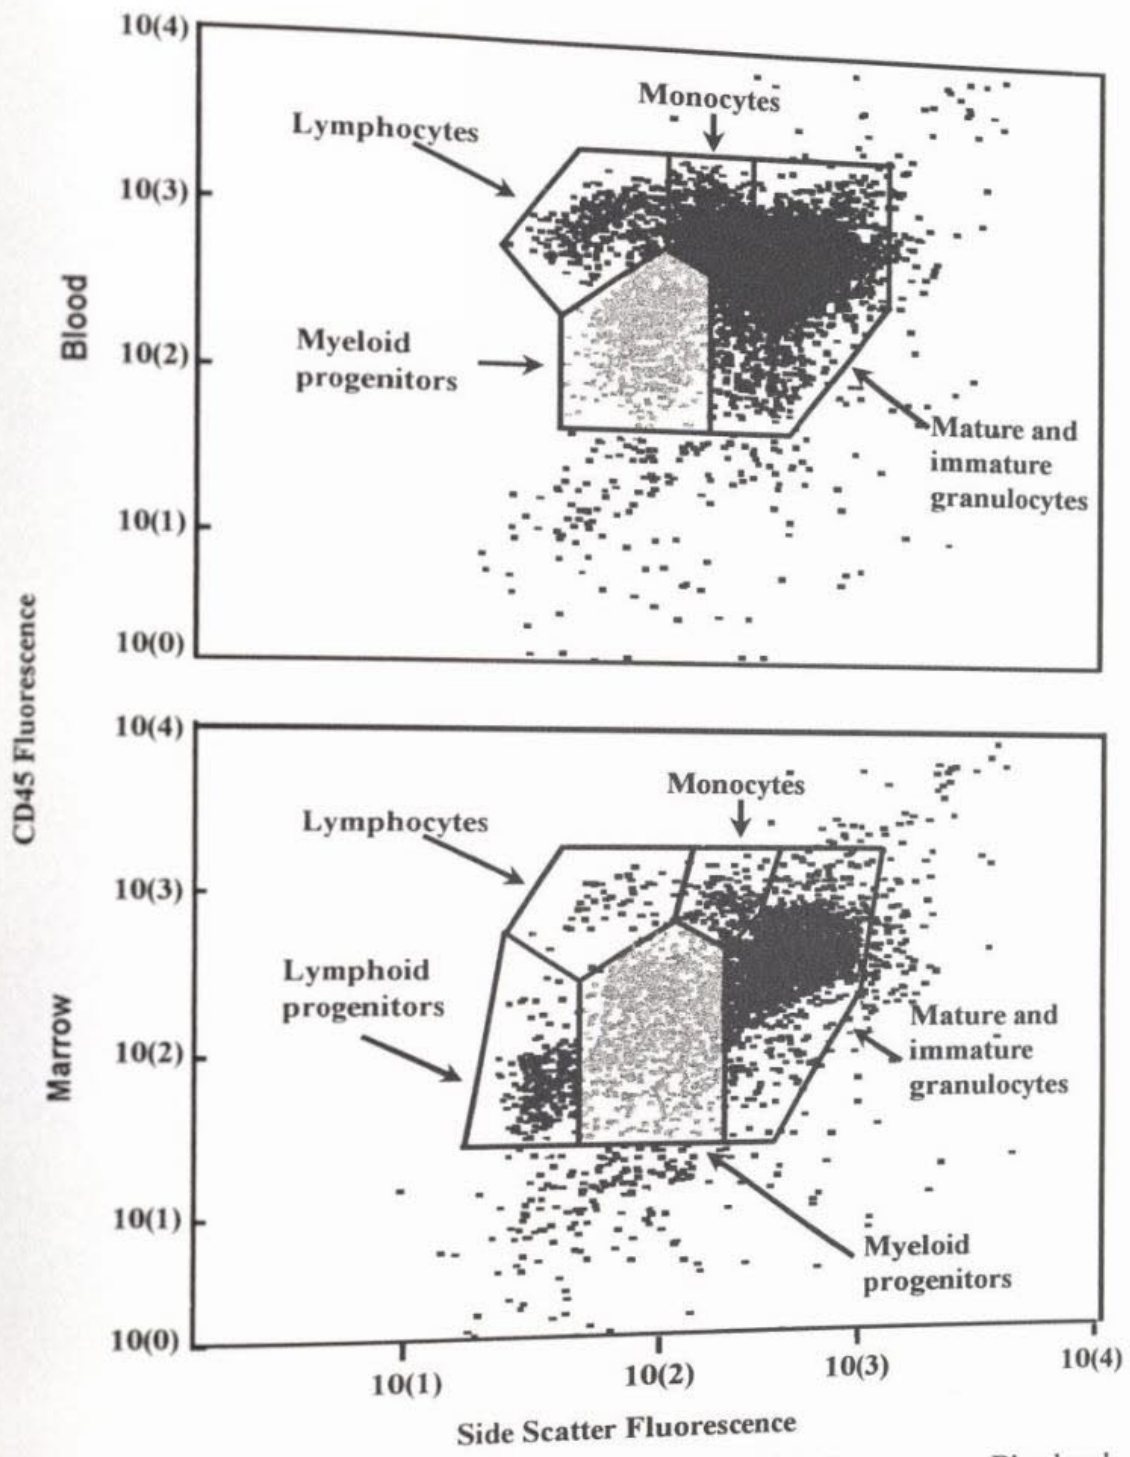 10(4)
Monocytes
Lymphocytes
10(3)
Blood
Myeloid
progenitors
10(2)
Mature and
immature
granulocytes
10(1)
10(0)
CD45 Fluorescence
10(4)
Monocytes
Lymphocytes
10(3)
Lymphoid
progenitors
Marrow
10(2)
Mature and
immature
granulocytes
10(1)
Myeloid
progenitors
10(0)
10(1)
10(2)
10(3)
10(4)
Side Scatter Fluorescence